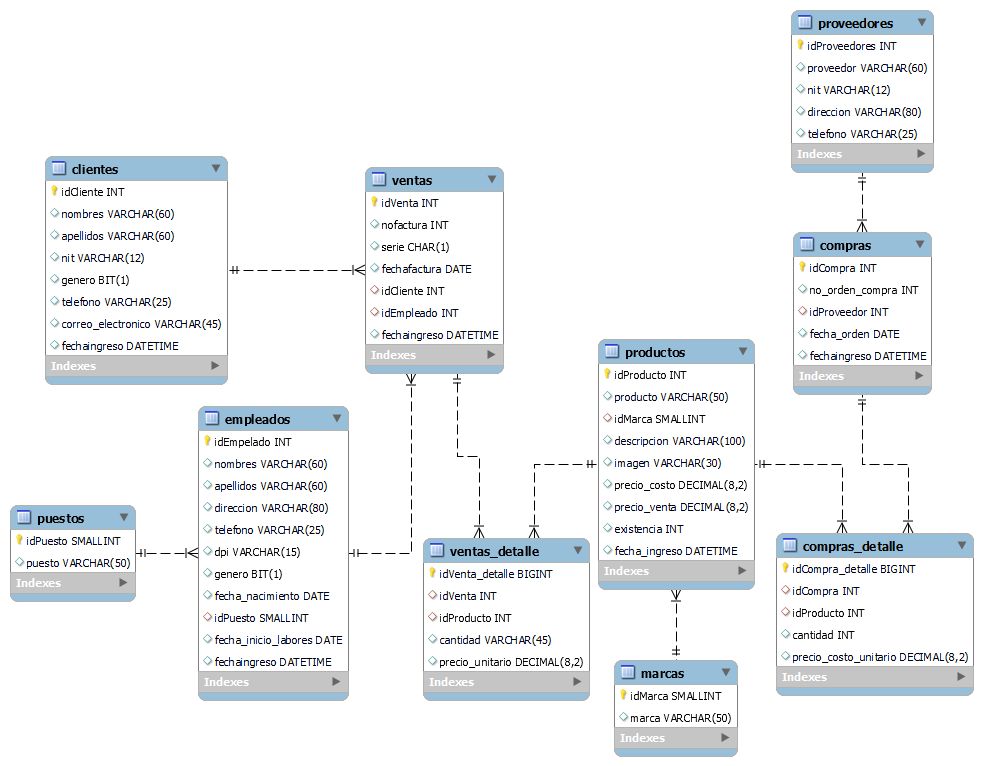 proveedores
idProveedores INT
proveedor VARCHAR(60)
nit VARCHAR(12)
direccion VARCHAR(80)
telefono VARCHAR(25)
Indexes
clientes
idCliente INT
nombres VARCHAR(60)
apellidos VARCHAR(60)
nit VARCHAR(12)
genero BIT(1)
telefono VARCHAR(25)
correo_electronico VARCHAR(45)
fechaingreso DATETIME
Indexes
ventas
idVenta INT
nofactura INT
serie CHAR(1)
fechafactura DATE
idCliente INT
idEmpleado INT
fechaingreso DATETIME
Indexes
compras
idCompra INT
no_orden_compra INT
idProveedor INT
fecha_orden DATE
fechaingreso DATETIME
Indexes
productos
idProducto INT
producto VARCHAR(50)
idMarca SMALLINT
descripcion VARCHAR(100)
imagen VARCHAR(30)
precio_costo DECIMAL(8,2)
precio_venta DECIMAL(8,2)
existencia INT
fecha_ingreso DATETIME
Indexes
empleados
idEmpelado INT
nombres VARCHAR(60)
apellidos VARCHAR(60)
direccion VARCHAR(80)
telefono VARCHAR(25)
dpi VARCHAR(15)
genero BIT(1)
fecha_nacimiento DATE
idPuesto SMALLINT
fecha_inicio_labores DATE
fechaingreso DATETIME
Indexes
puestos
idPuesto SMALLINT
puesto VARCHAR(50)
Indexes
ventas_detalle
idVenta_detalle BIGINT
idVenta INT
idProducto INT
cantidad VARCHAR(45)
precio_unitario DECIMAL(8,2)
Indexes
compras_detalle
idCompra_detalle BIGINT
idCompra INT
idProducto INT
cantidad INT
precio_costo_unitario DECIMAL(8,2)
Indexes
marcas
idMarca SMALLINT
marca VARCHAR(50)
Indexes